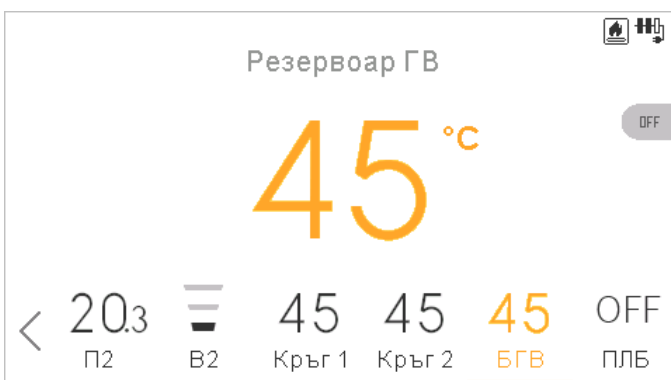 Резервоар ГВ
45 °C
OFF
20.3 45 45 45 OFF
П2 В2 Кръг 1 Кръг 2 БГВ ПЛБ